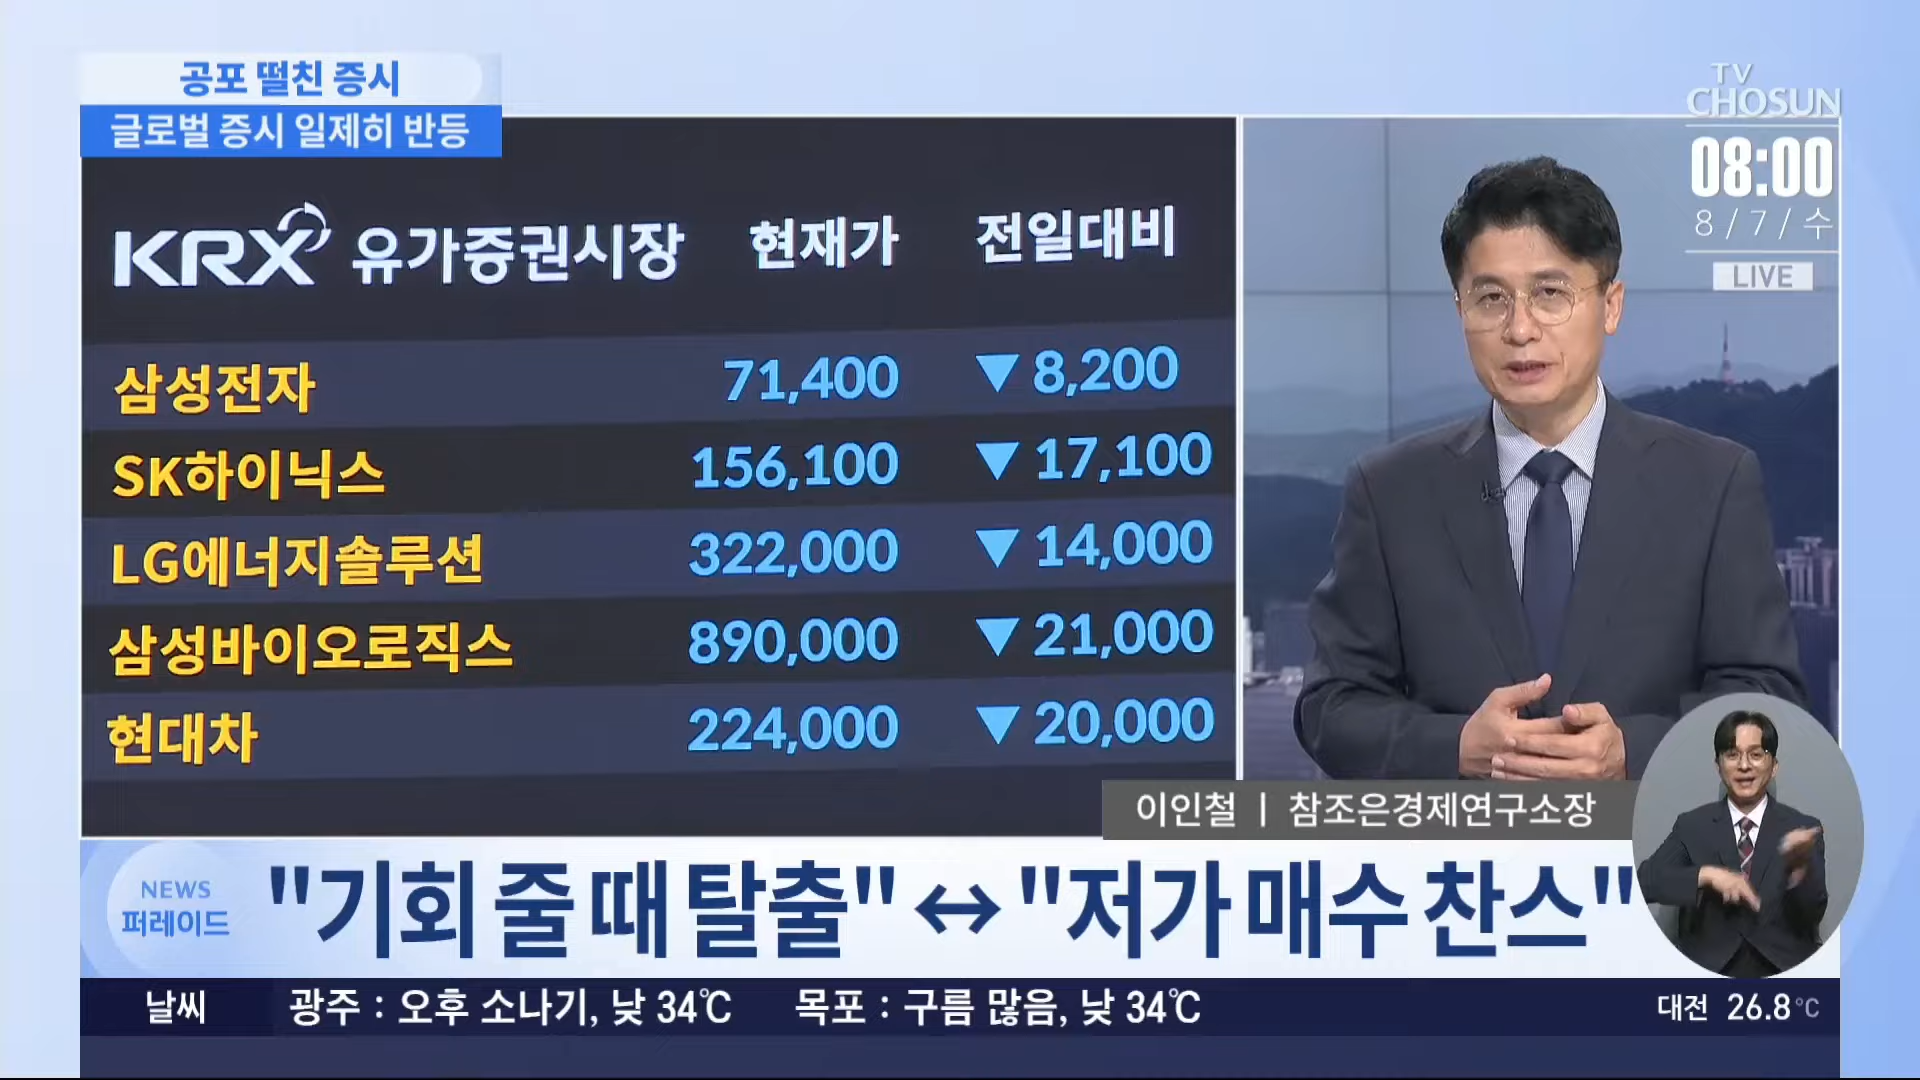 공포 떨친 증시
글로벌 증시 일제히 반등
TV
CHOSUN
08:00
8/7/수
LIVE
KRX 유가증권시장 현재가 전일대비
삼성전자 71,400 ▼8,200
SK하이닉스 156,100 ▼17,100
LG에너지솔루션 322,000 ▼14,000
삼성바이오로직스 890,000 ▼21,000
현대차 224,000 ▼20,000
이인철 | 참조은경제연구소장
NEWS
퍼레이드
"기회 줄 때 탈출" ↔ "저가 매수 찬스"
날씨 광주 : 오후 소나기, 낮 34℃ 목포 : 구름 많음, 낮 34℃ 대전 26.8℃